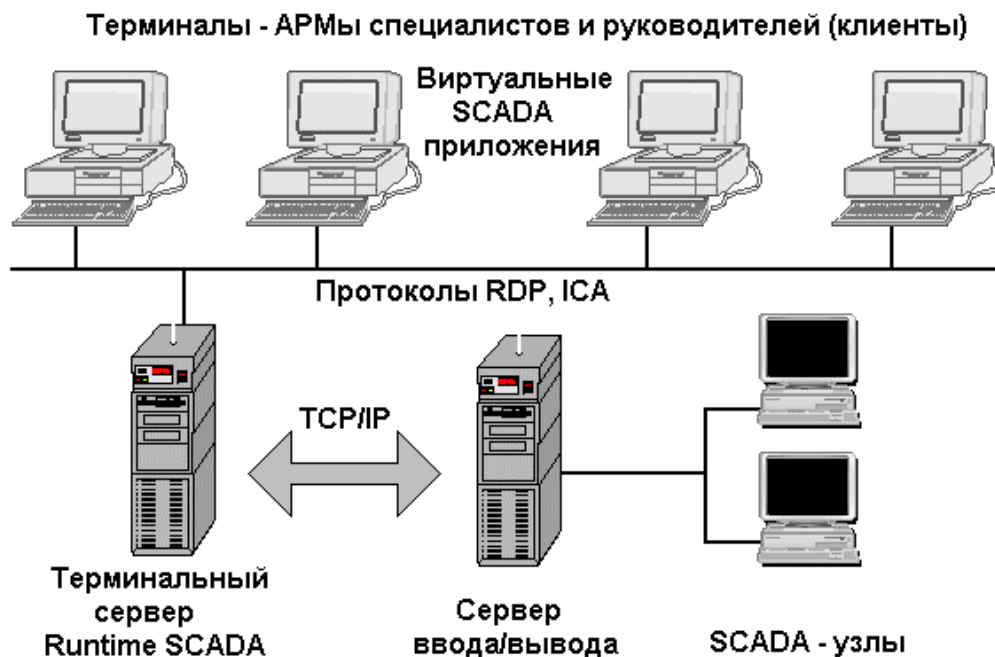 Терминалы - АРМы специалистов и руководителей (клиенты)
Виртуальные
SCADA
приложения
Протоколы RDP, ICA
TCP/IP
Терминальный
сервер
Runtime SCADA
Сервер
ввода/вывода
SCADA - узлы